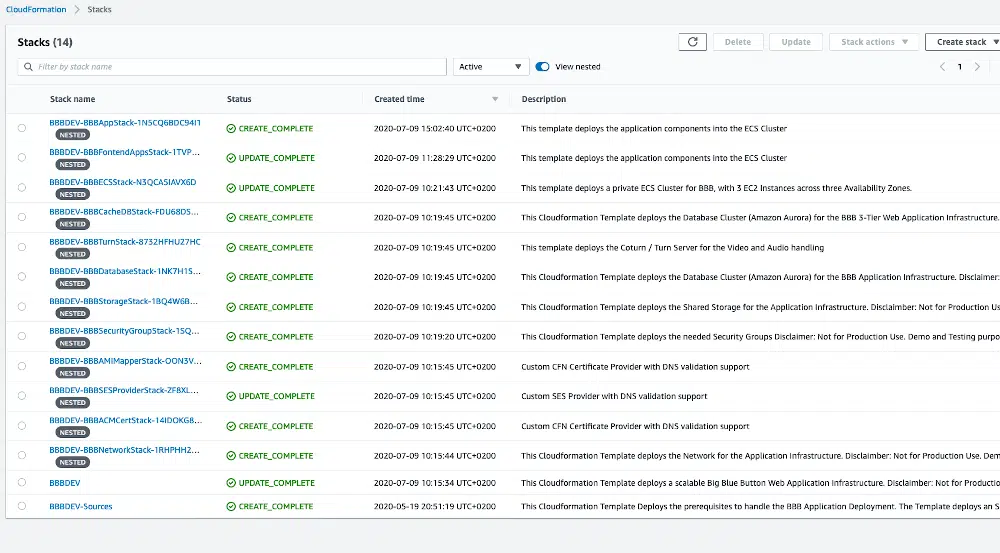 CloudFormation > Stacks
Stacks (14)
Delete Update Stack actions Create stack
Filter by stack name Active View nested 1
Stack name Status Created time Description
BBBDEV-BBBAppStack-1N5CQ6BDC94I1 CREATE_COMPLETE 2020-07-09 15:02:40 UTC+0200 This template deploys the application components into the ECS Cluster
NESTED
BBBDEV-BBBFontendAppsStack-1TVP... UPDATE_COMPLETE 2020-07-09 11:28:29 UTC+0200 This template deploys the application components into the ECS Cluster
NESTED
BBBDEV-BBBECSStack-N3QCA5IAVX6D UPDATE_COMPLETE 2020-07-09 10:21:43 UTC+0200 This template deploys a private ECS Cluster for BBB, with 3 EC2 Instances across three Availability Zones.
NESTED
BBBDEV-BBBCacheDBStack-FDU68DS... CREATE_COMPLETE 2020-07-09 10:19:45 UTC+0200 This Cloudformation Template deploys the Database Cluster (Amazon Aurora) for the BBB 3-Tier Web Application Infrastructure.
NESTED
BBBDEV-BBBTurnStack-8732HFHU27HC CREATE_COMPLETE 2020-07-09 10:19:45 UTC+0200 This template deploys the Coturn / Turn Server for the Video and Audio handling
NESTED
BBBDEV-BBBDatabaseStack-1NK7H1S... CREATE_COMPLETE 2020-07-09 10:19:45 UTC+0200 This Cloudformation Template deploys the Database Cluster (Amazon Aurora) for the BBB Application Infrastructure. Disclaimer:
NESTED
BBBDEV-BBBStorageStack-1BQ4W6B... CREATE_COMPLETE 2020-07-09 10:19:45 UTC+0200 This Cloudformation Template deploys the Shared Storage for the Application Infrastructure. Disclaimber: Not for Production Us
NESTED
BBBDEV-BBBSecurityGroupStack-15Q... CREATE_COMPLETE 2020-07-09 10:19:20 UTC+0200 This Cloudformation Template deploys the needed Security Groups Disclaimer: Not for Production Use. Demo and Testing purpo
NESTED
BBBDEV-BBBAMIMapperStack-OON3V... CREATE_COMPLETE 2020-07-09 10:15:45 UTC+0200 Custom CFN Certificate Provider with DNS validation support
NESTED
BBBDEV-BBBSESProviderStack-ZF8XL... UPDATE_COMPLETE 2020-07-09 10:15:45 UTC+0200 Custom SES Provider with DNS validation support
NESTED
BBBDEV-BBBACMCertStack-14IDOKG8... CREATE_COMPLETE 2020-07-09 10:15:45 UTC+0200 Custom CFN Certificate Provider with DNS validation support
NESTED
BBBDEV-BBBNetworkStack-1RHPHH2... CREATE_COMPLETE 2020-07-09 10:15:44 UTC+0200 This Cloudformation Template deploys the Network for the Application Infrastructure. Disclaimer: Not for Production Use. Dem
NESTED
BBBDEV UPDATE_COMPLETE 2020-07-09 10:15:34 UTC+0200 This Cloudformation Template deploys a scalable Big Blue Button Web Application Infrastructure. Disclaimer: Not for Productio
BBBDEV-Sources CREATE_COMPLETE 2020-05-19 20:51:19 UTC+0200 This Cloudformation Template Deploys the prerequisites to handle the BBB Application Deployment. The Template deploys an S